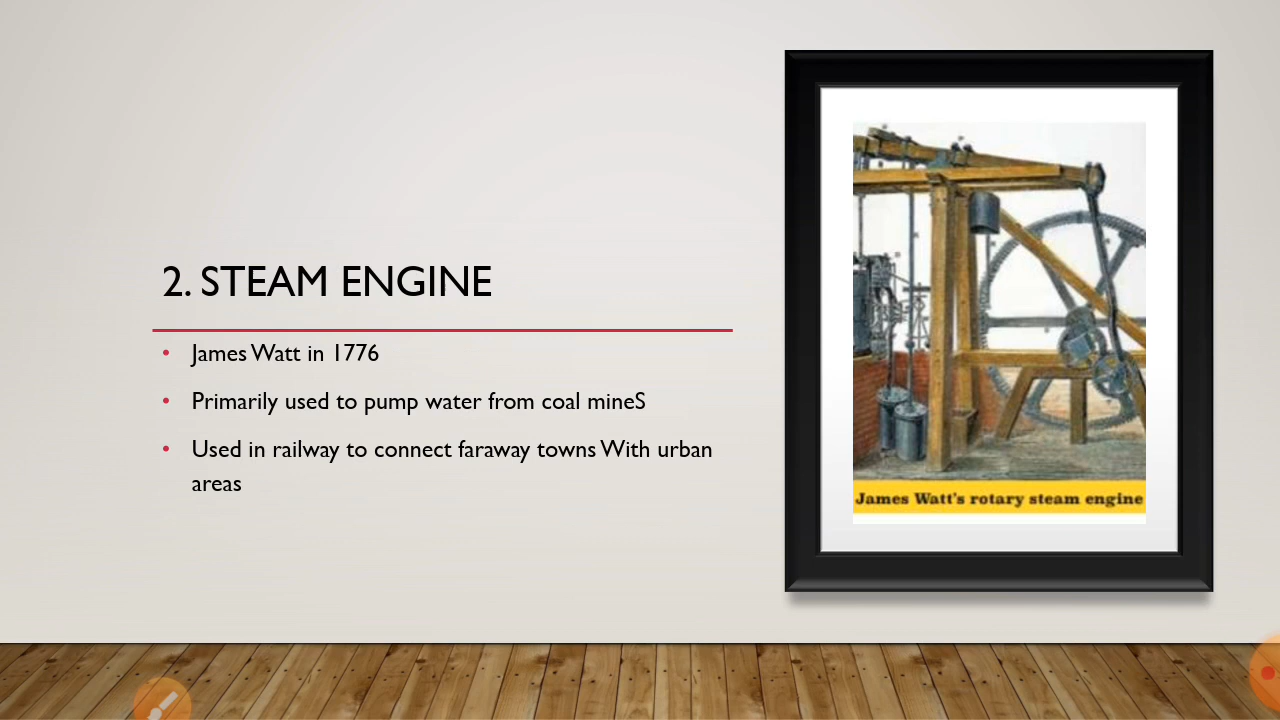 2. STEAM ENGINE
James Watt in 1776
Primarily used to pump water from coal mineS
Used in railway to connect faraway towns With urban
areas
James Watt's rotary steam engine